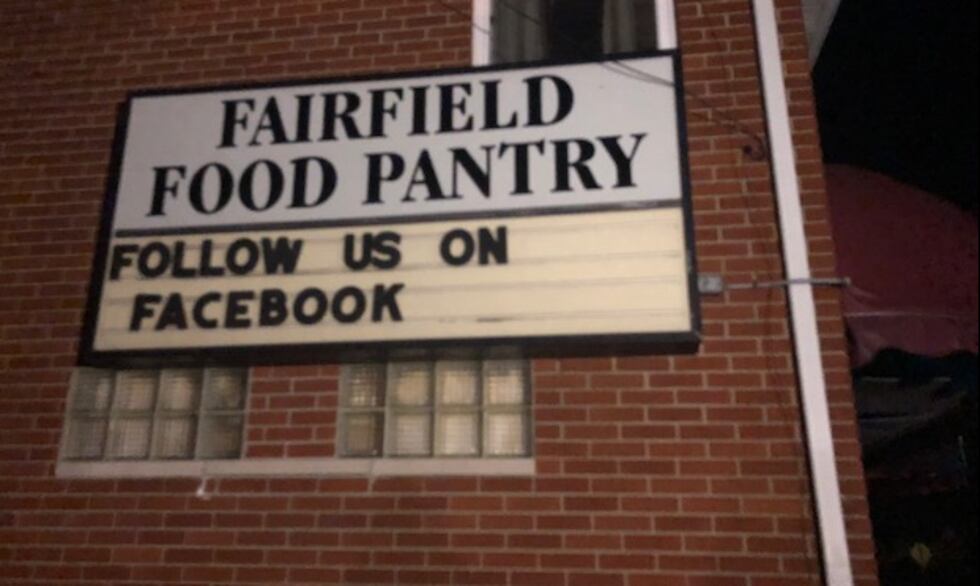 FAIRFIELD
FOOD PANTRY
FOLLOW US ON
FACEBOOK